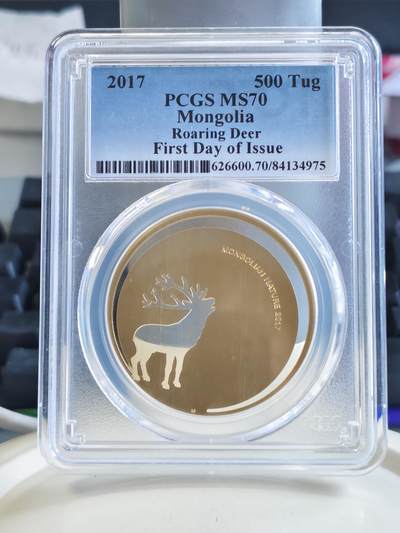 2017 500 Tug
PCGS MS70
Mongolia
Roaring Deer
First Day of Issue
626600.70/84134975
MONGOLIAN NATURE 2017